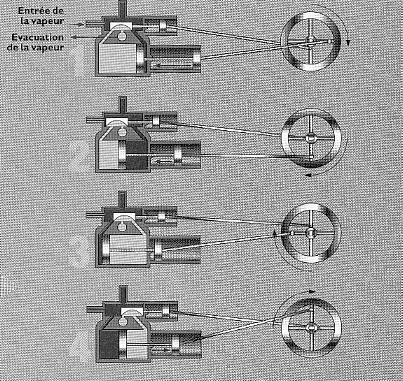 Entrée de
la vapeur
Evacuation
de la vapeur
1
2
3
4